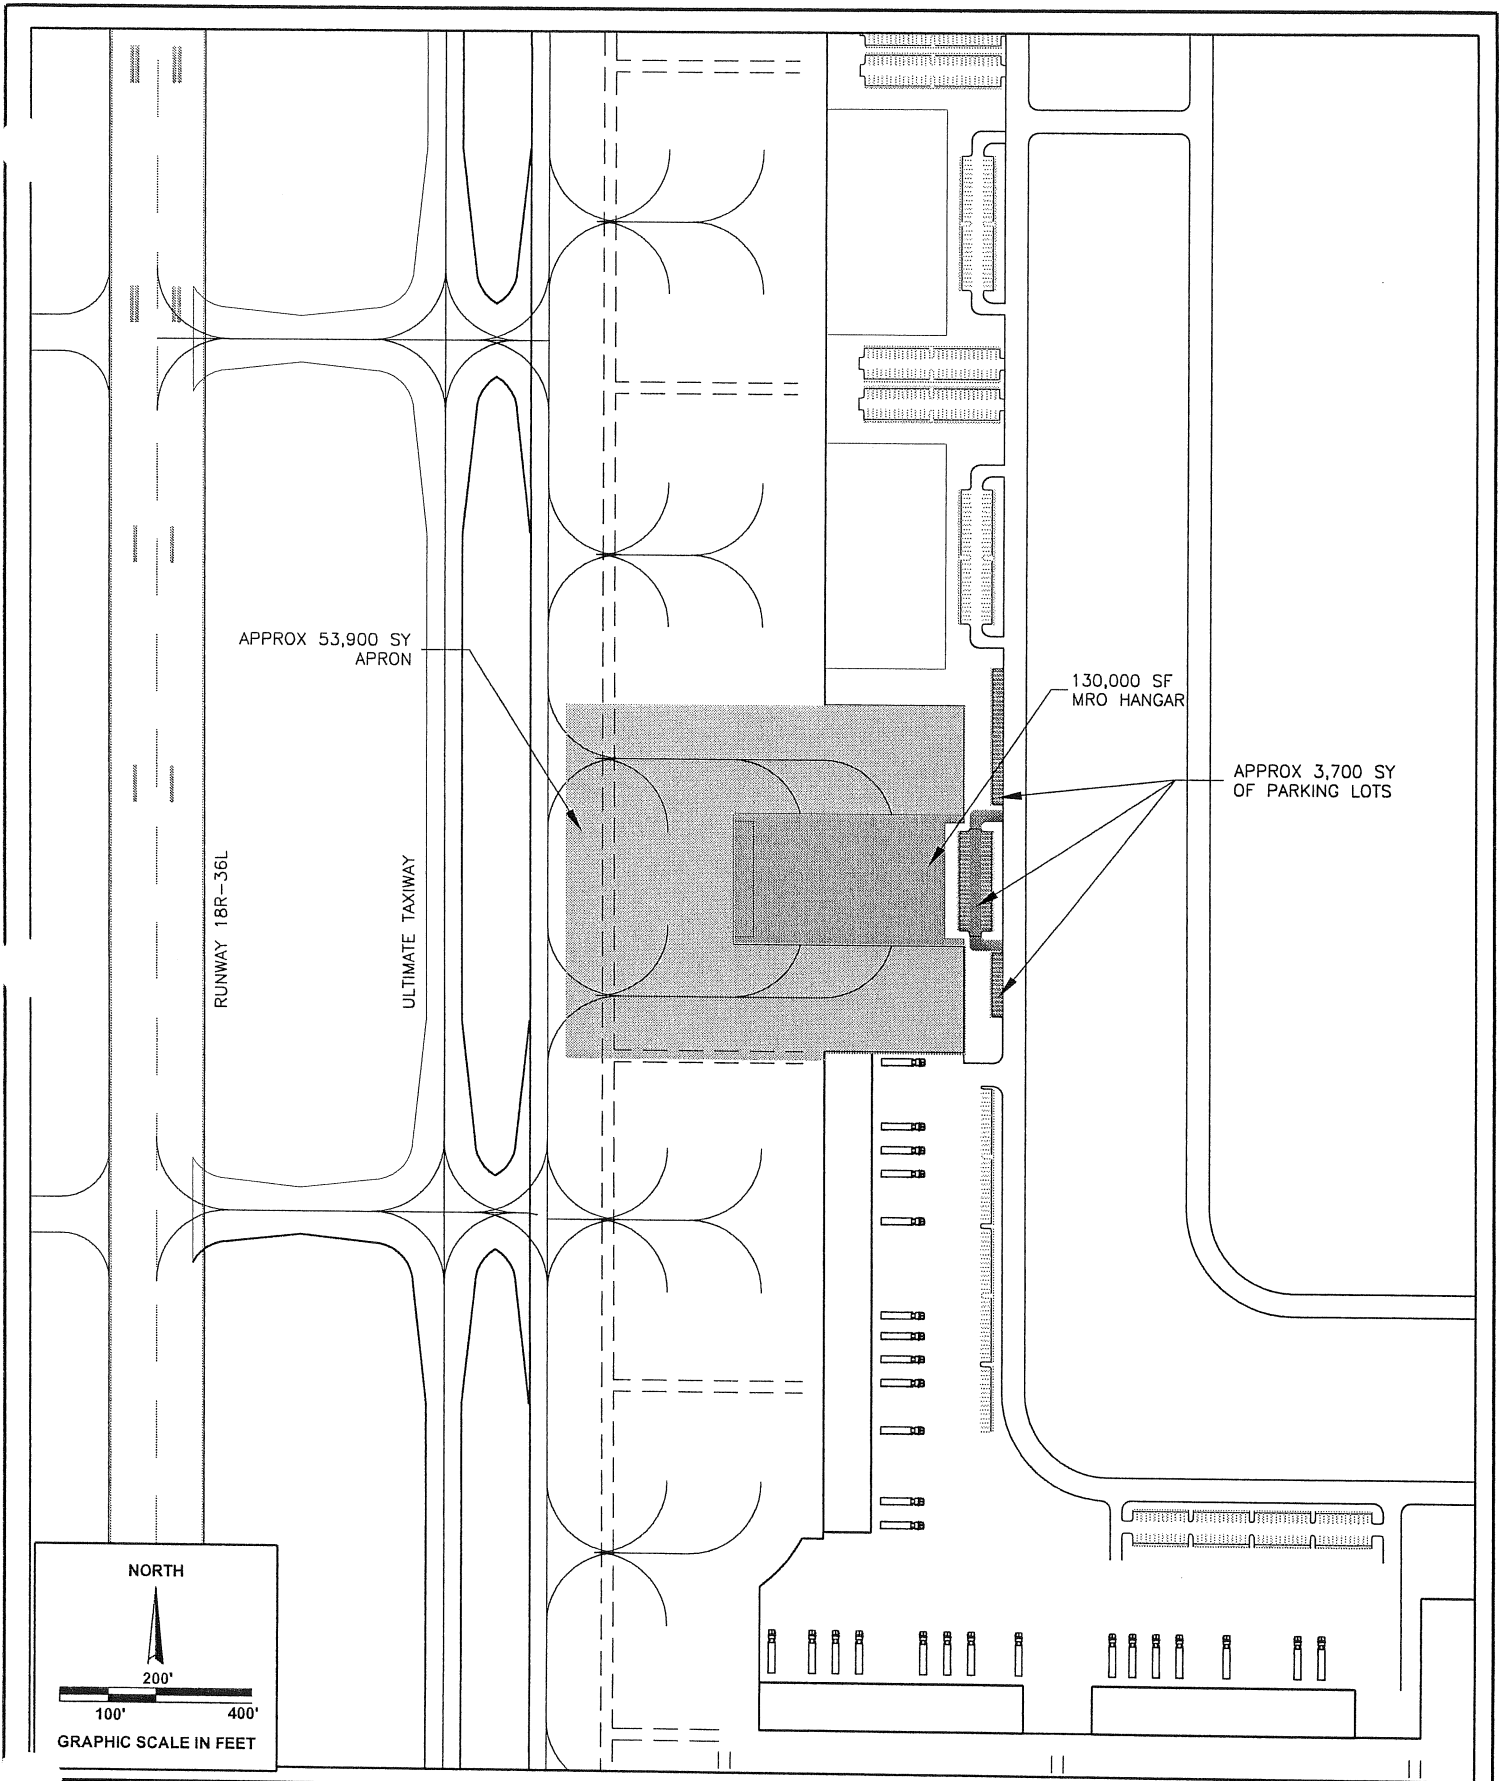 APPROX 53,900 SY
APRON
130,000 SF
MRO HANGAR
APPROX 3,700 SY
OF PARKING LOTS
RUNWAY 18R-36L
ULTIMATE TAXIWAY
NORTH
200'
100'
400'
GRAPHIC SCALE IN FEET